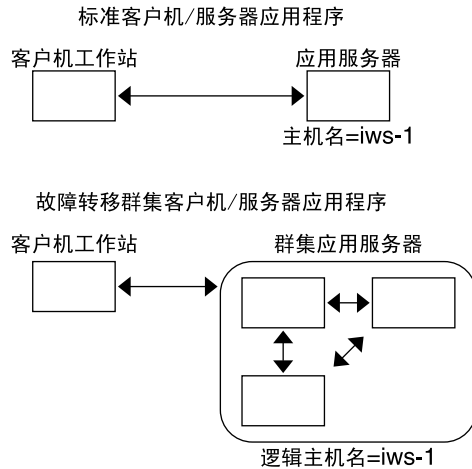 标准客户机/服务器应用程序
客户机工作站
应用服务器
主机名=iws-1
故障转移群集客户机/服务器应用程序
客户机工作站
群集应用服务器
逻辑主机名=iws-1